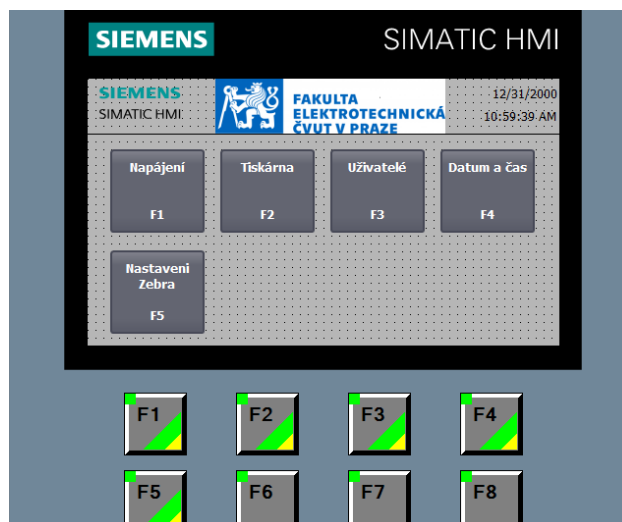 SIEMENS
SIMATIC HMI
SIEMENS
SIMATIC HMI
FAKULTA
ELEKTROTECHNICKÁ
ČVUT V PRAZE
12/31/2000
10:59:39 AM
Napájení
F1
Tiskárna
F2
Uživatelé
F3
Datum a čas
F4
Nastaveni
Zebra
F5
F1
F2
F3
F4
F5
F6
F7
F8